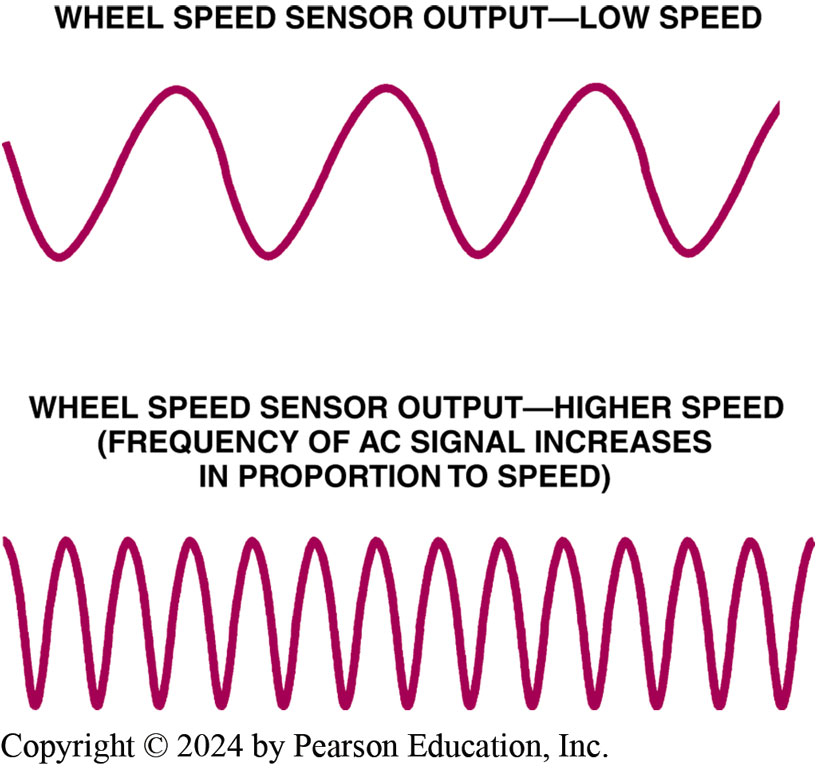 WHEEL SPEED SENSOR OUTPUT—LOW SPEED
WHEEL SPEED SENSOR OUTPUT—HIGHER SPEED
(FREQUENCY OF AC SIGNAL INCREASES
IN PROPORTION TO SPEED)
Copyright © 2024 by Pearson Education, Inc.